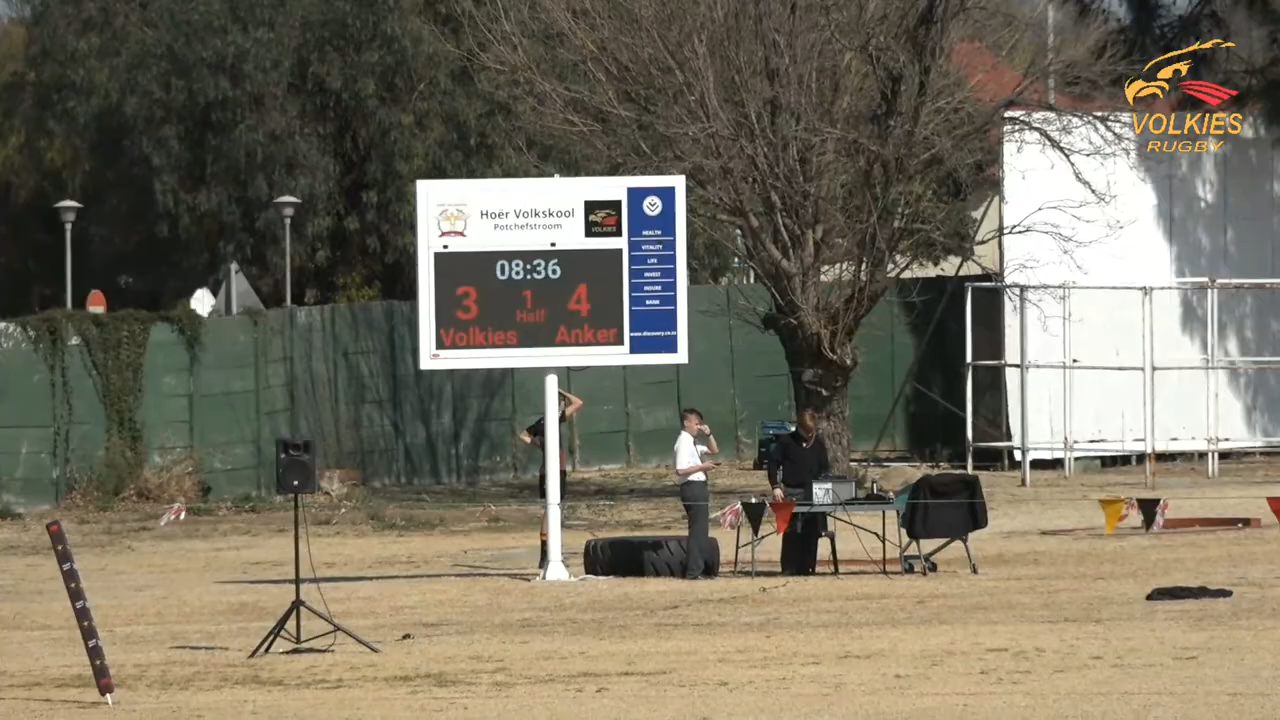 VOLKIES
RUGBY
Hoër Volkskool
Potchefstroom
VOLKIES
HEALTH
VITALITY
LIFE
INVEST
INSURE
BANK
www.discovery.co.za
08:36
3 1 4
Half
Volkies Anker